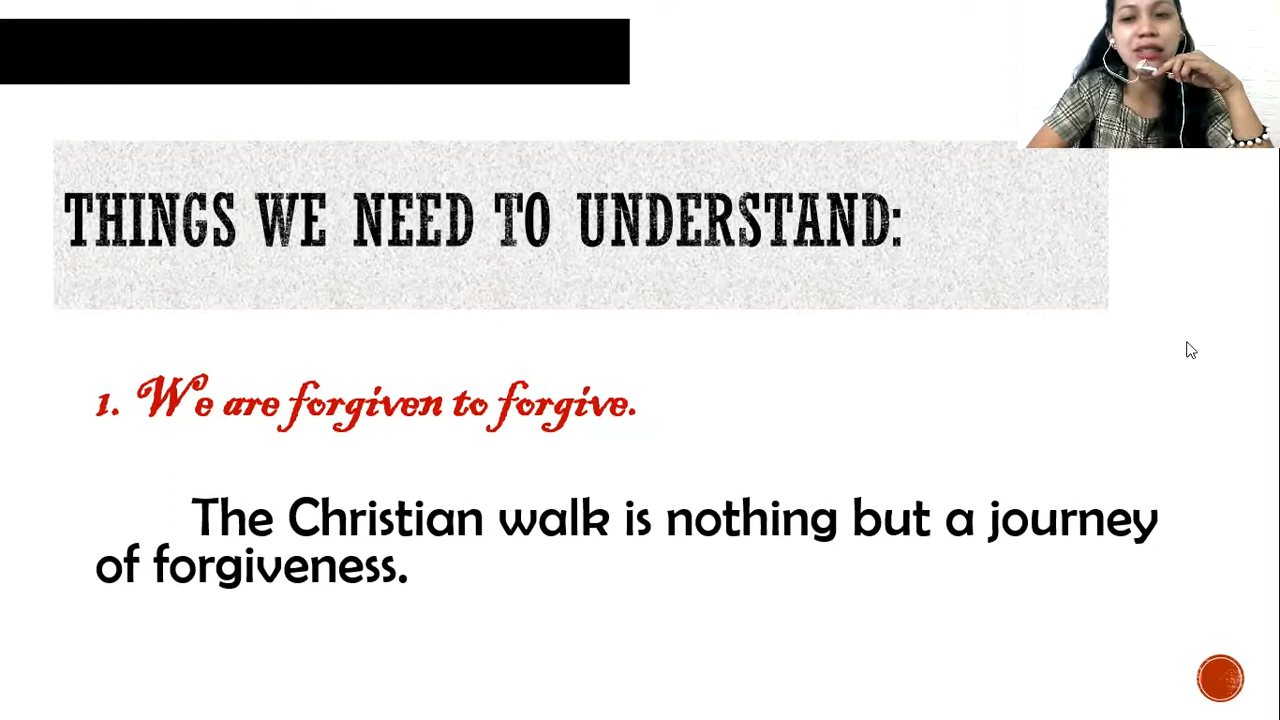 THINGS WE NEED TO UNDERSTAND:
1. We are forgiven to forgive.
The Christian walk is nothing but a journey
of forgiveness.